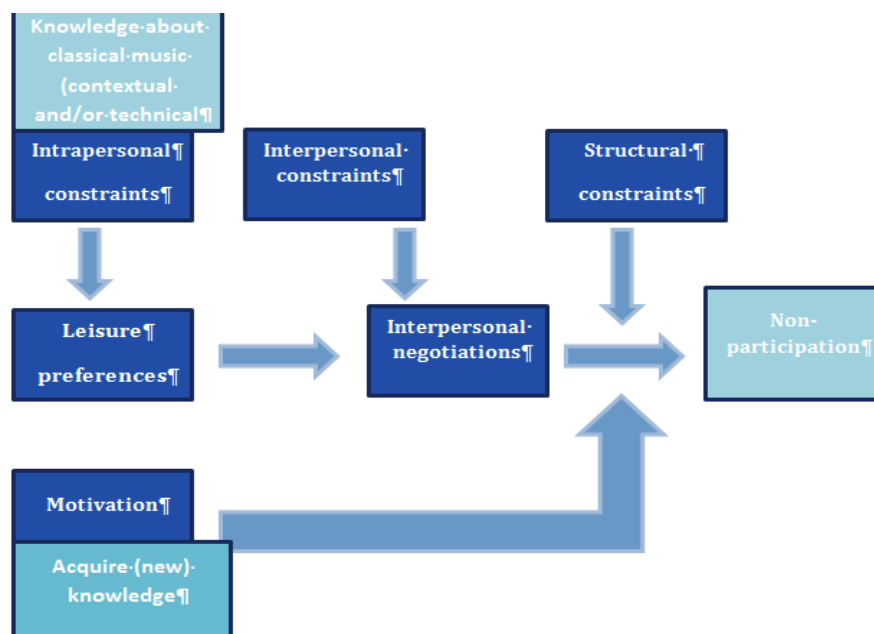 Knowledge·about·
classical·music·
(contextual·
and/or·technical¶
Intrapersonal¶
constraints¶
Interpersonal·
constraints¶
Structural·¶
constraints¶
Leisure¶
preferences¶
Interpersonal·
negotiations¶
Non-
participation¶
Motivation¶
Acquire·(new)·
knowledge¶